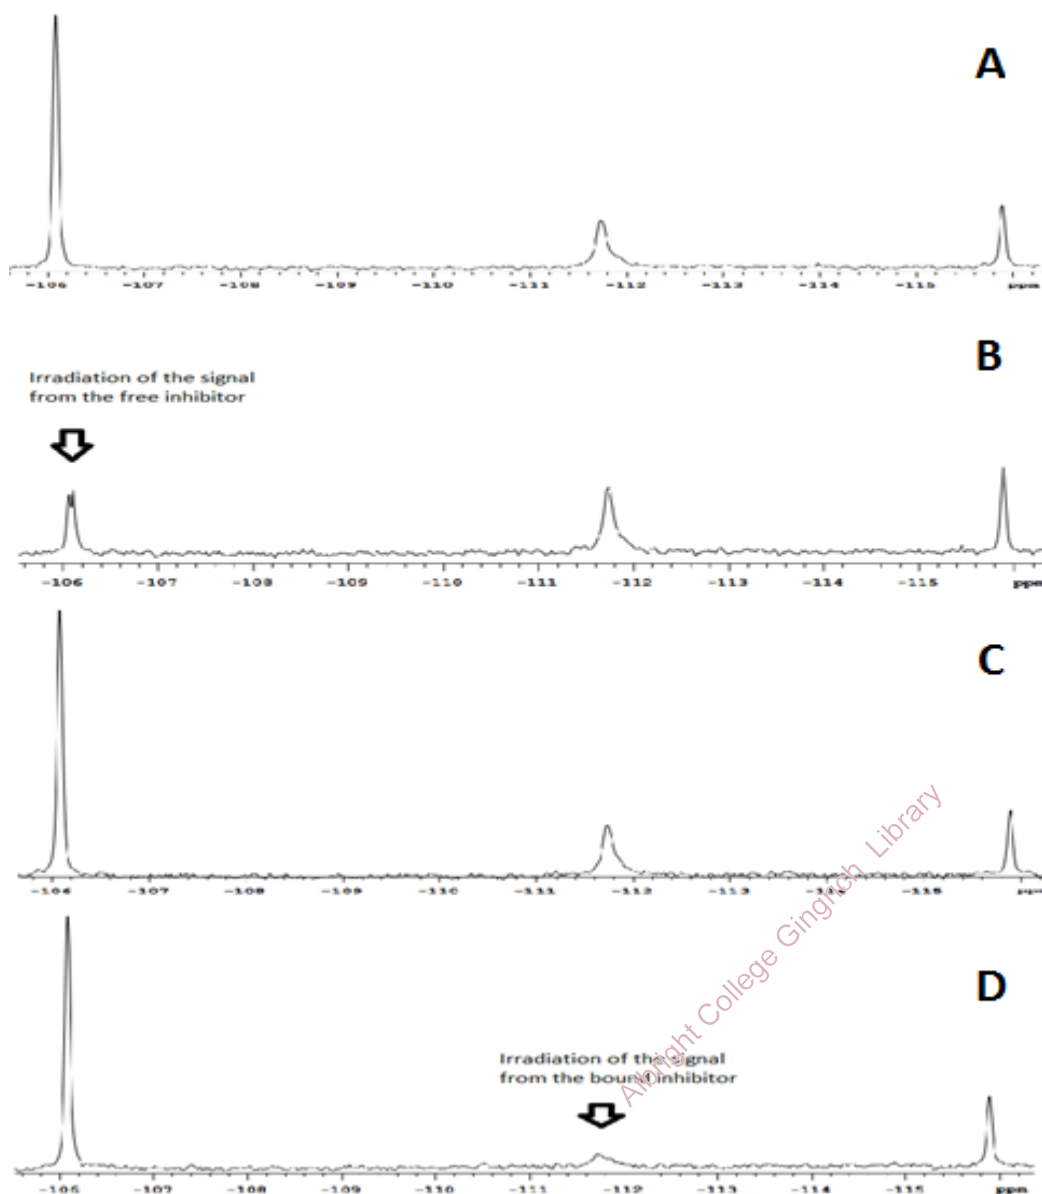 A
-106 -107 -108 -109 -110 -111 -112 -113 -114 -115 ppm
B
Irradiation of the signal
from the free inhibitor
-106 -107 -108 -109 -110 -111 -112 -113 -114 -115 ppm
C
-106 -107 -108 -109 -110 -111 -112 -113 -115
D
Irradiation of the signal
from the bound inhibitor
-106 -107 -108 -109 -110 -111 -112 -113 -114 -115 ppm
Albright College Gingrich Library